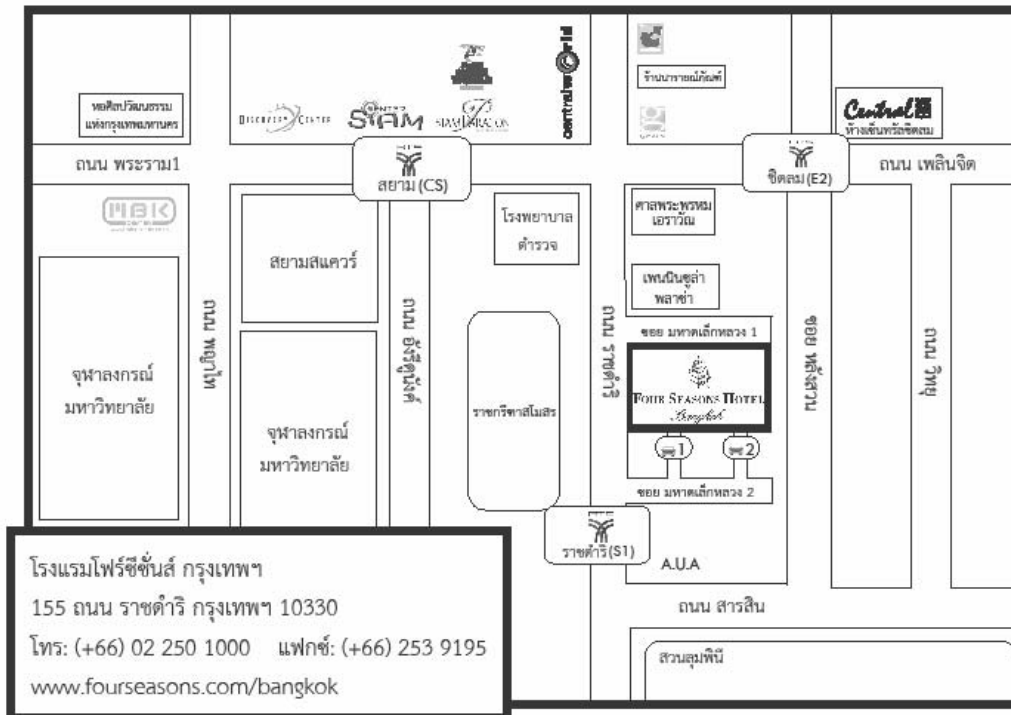 centralworld
ร้านนารายณ์ภัณฑ์
หอศิลปวัฒนธรรม
แห่งกรุงเทพมหานคร
DISCOVERY CENTER
CENTER
SIAM
SIAM PARAGON
Central
ห้างเซ็นทรัลชิดลม
ถนน พระราม1
สยาม (CS)
ชิดลม (E2)
ถนน เพลินจิต
MBK
CENTER
สยามสแควร์
โรงพยาบาล
ตำรวจ
ศาลพระพรหม
เอราวัณ
เพนนินซูล่า
พลาซ่า
ถนน พญาไท
ถนน อังรีดูนังต์
ถนน ราชดำริ
ซอย หลังสวน
ถนน วิทยุ
ซอย มหาดเล็กหลวง 1
จุฬาลงกรณ์
มหาวิทยาลัย
จุฬาลงกรณ์
มหาวิทยาลัย
ราชกรีฑาสโมสร
FOUR SEASONS HOTEL
Bangkok
1
2
ซอย มหาดเล็กหลวง 2
ราชดำริ (S1)
A.U.A
ถนน สารสิน
สวนลุมพินี
โรงแรมโฟร์ซีซั่นส์ กรุงเทพฯ
155 ถนน ราชดำริ กรุงเทพฯ 10330
โทร: (+66) 02 250 1000 แฟกซ์: (+66) 253 9195
www.fourseasons.com/bangkok